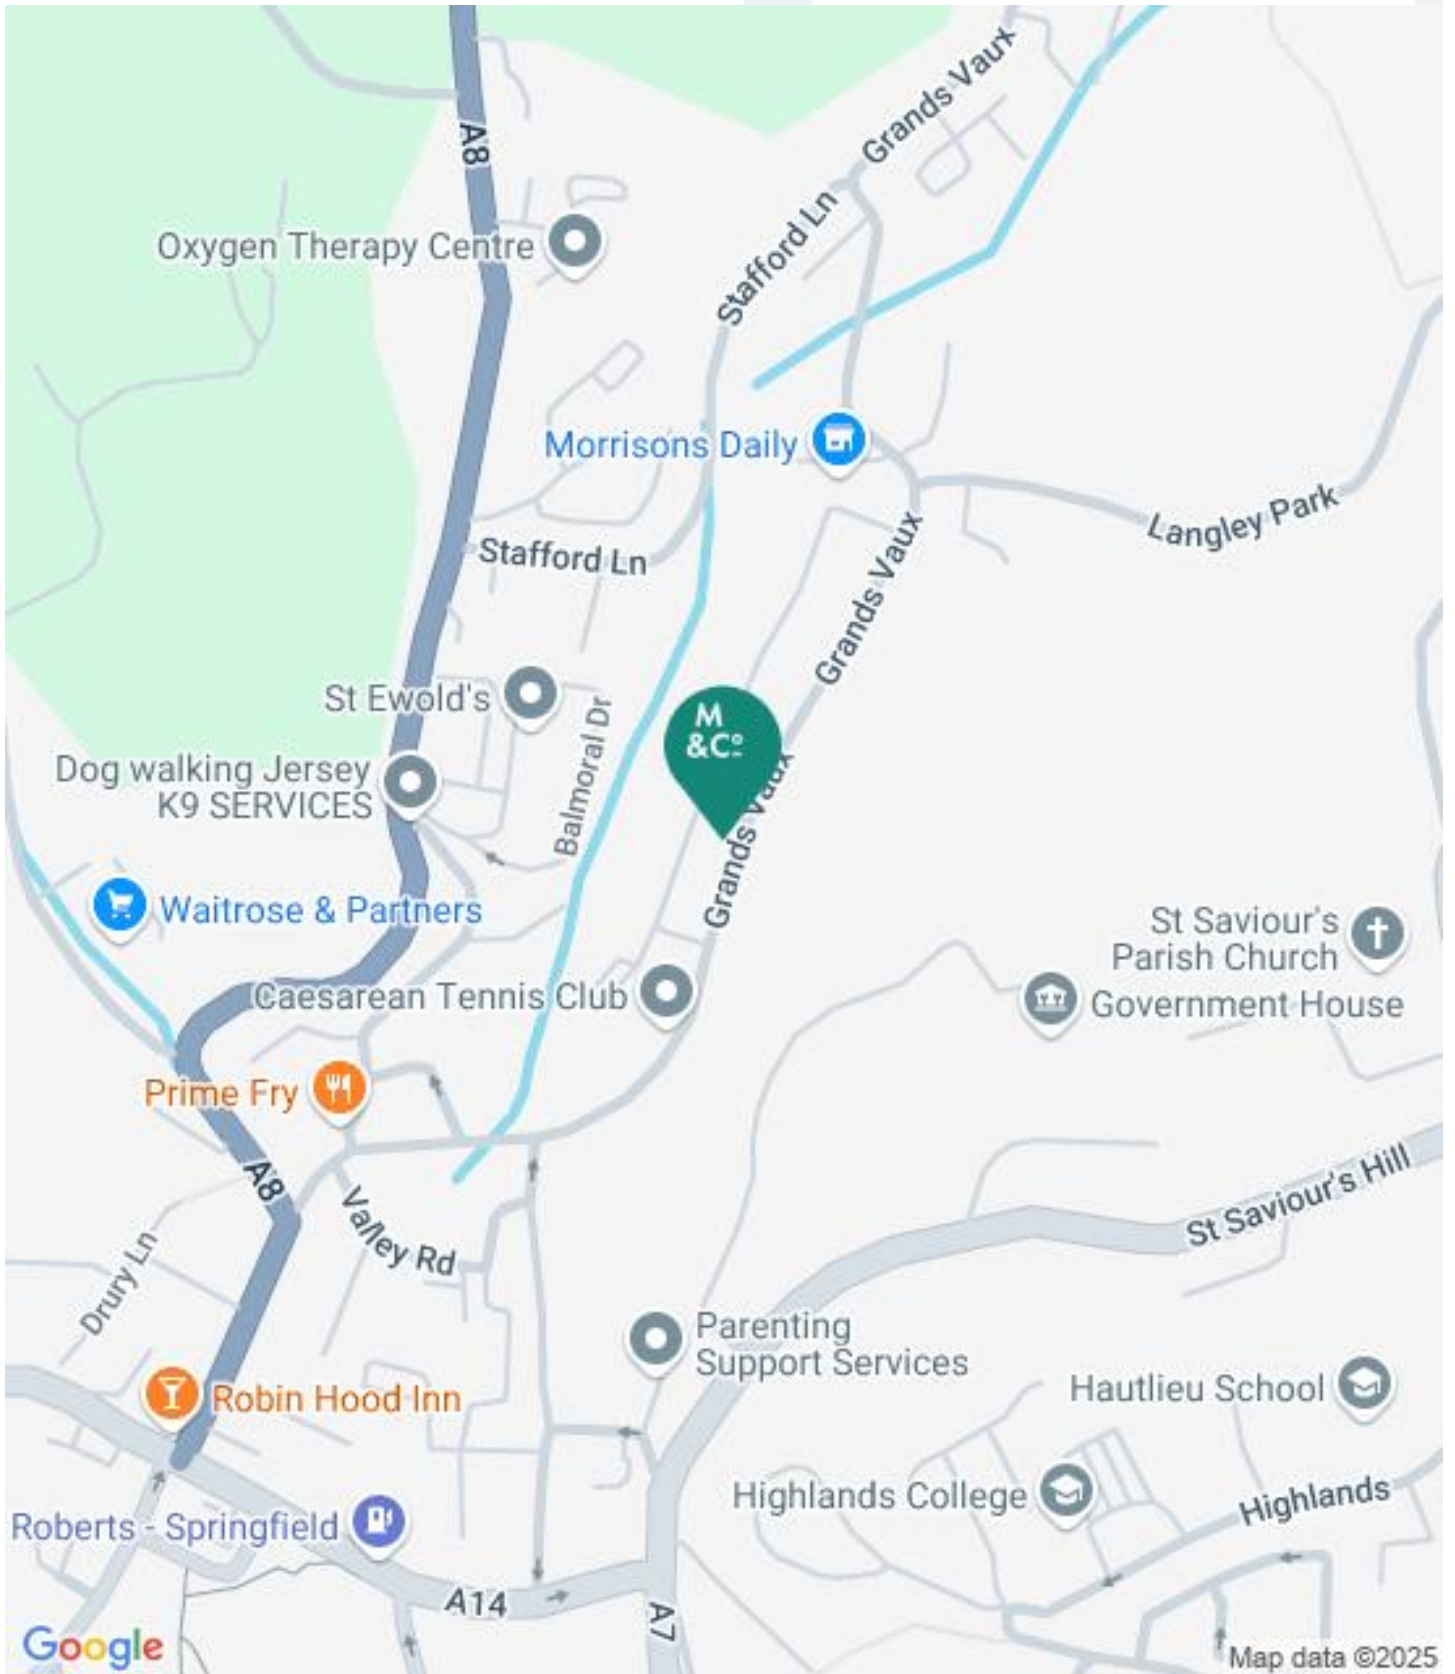 Grands Vaux
A8
Oxygen Therapy Centre
Stafford Ln
Morrisons Daily
Langley Park
Stafford Ln
Grands Vaux
St Ewold's
Balmoral Dr
M
&Co
Dog walking Jersey
K9 SERVICES
Grands Vaux
Waitrose & Partners
St Saviour's
Parish Church
Caesarean Tennis Club
Government House
Prime Fry
A8
Valley Rd
St Saviour's Hill
Drury Ln
Parenting
Support Services
Robin Hood Inn
Hautlieu School
Highlands College
Highlands
Roberts - Springfield
A14
A7
Google
Map data ©2025